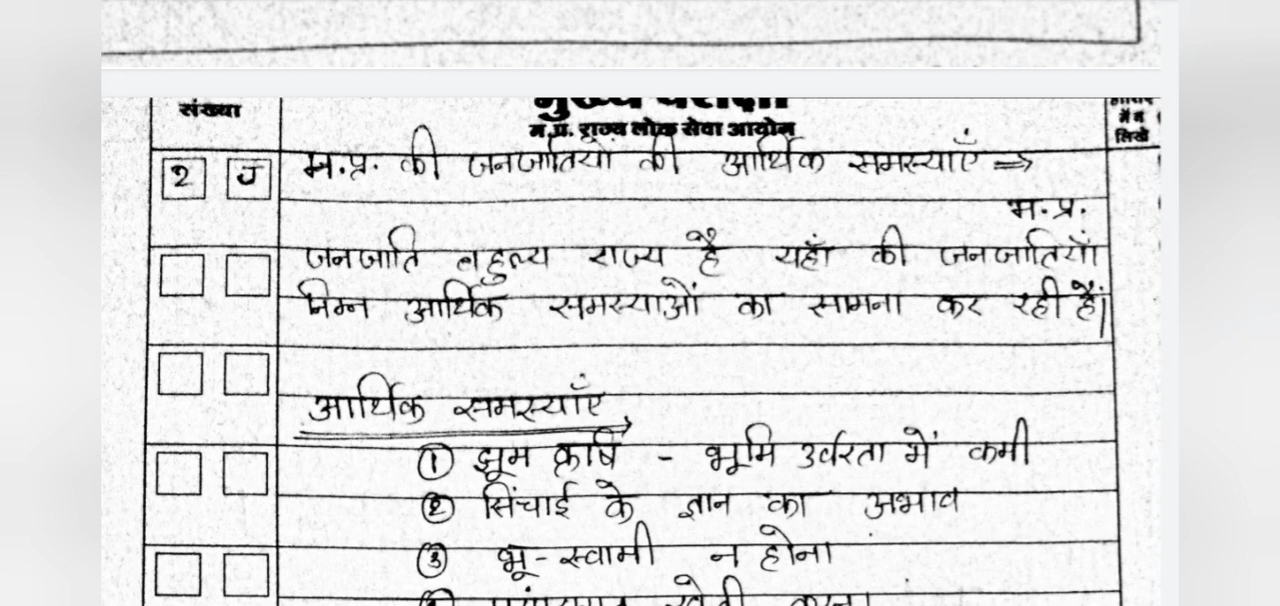 संख्या
मुख्य परीक्षा
म.प्र. राज्य लोक सेवा आयोग
में न
लिखें
2 J म.प्र. की जनजातियों की आर्थिक समस्याएँ ⇒
म.प्र.
जनजाति बहुल्य राज्य है यहाँ की जनजातियाँ
निम्न आर्थिक समस्याओं का सामना कर रही हैं|
आर्थिक समस्याएँ
① झूम कृषि - भूमि उर्वरता में कमी
② सिंचाई के ज्ञान का अभाव
③ भू-स्वामी न होना
खेती करना